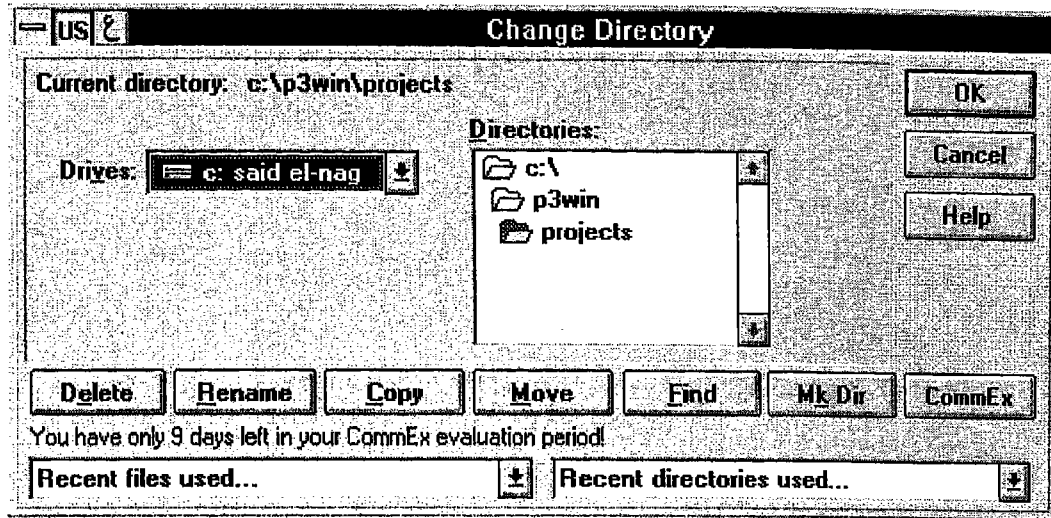 US ع Change Directory
Current directory: c:\p3win\projects
OK
Directories:
Drives: c: said el-nag
c:\
Cancel
p3win
projects
Help
Delete Rename Copy Move Find Mk Dir CommEx
You have only 9 days left in your CommEx evaluation period!
Recent files used... Recent directories used...